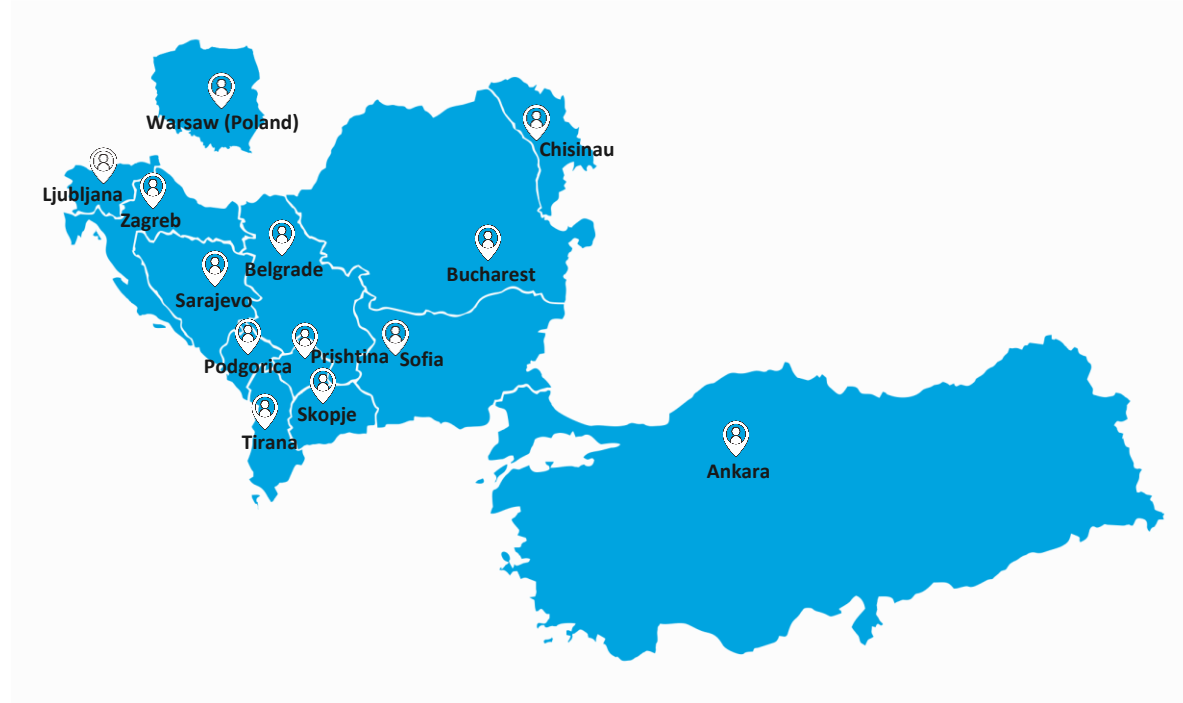 Warsaw (Poland)
Chisinau
Ljubljana
Zagreb
Belgrade
Bucharest
Sarajevo
Prishtina
Sofia
Podgorica
Skopje
Tirana
Ankara